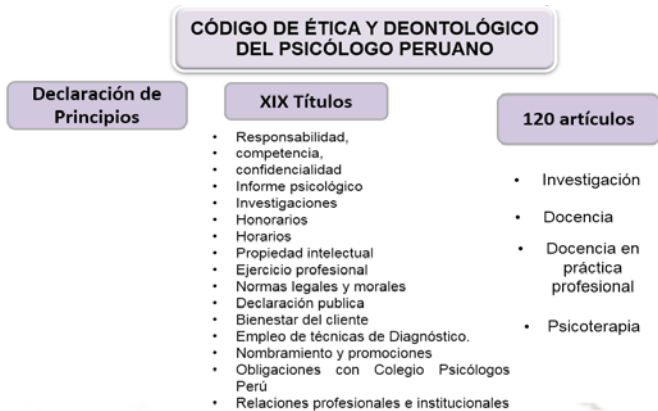 CÓDIGO DE ÉTICA Y DEONTOLÓGICO
DEL PSICÓLOGO PERUANO
Declaración de
Principios
XIX Títulos
• Responsabilidad,
• competencia,
• confidencialidad
• Informe psicológico
• Investigaciones
• Honorarios
• Horarios
• Propiedad intelectual
• Ejercicio profesional
• Normas legales y morales
• Declaración publica
• Bienestar del cliente
• Empleo de técnicas de Diagnóstico.
• Nombramiento y promociones
• Obligaciones con Colegio Psicólogos
Perú
• Relaciones profesionales e institucionales
120 artículos
• Investigación
• Docencia
• Docencia en
práctica
profesional
• Psicoterapia